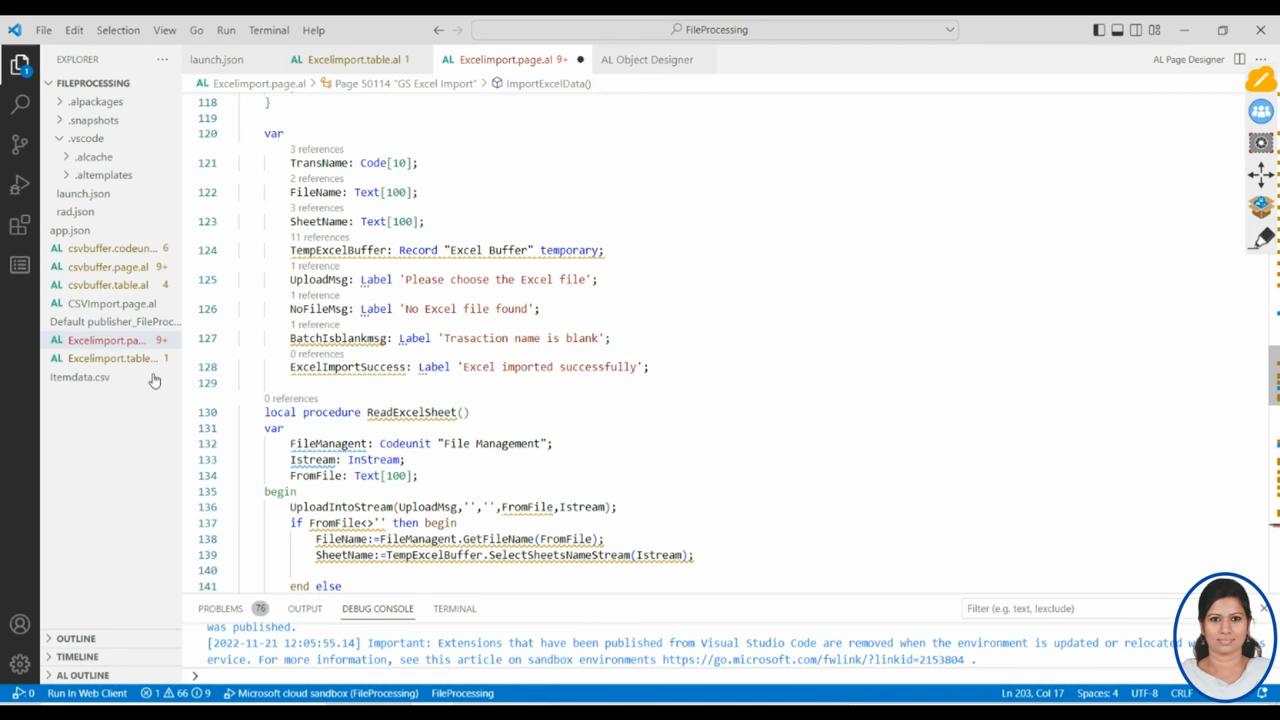 File Edit Selection View Go Run Terminal Help
FileProcessing
EXPLORER
launch.json
Excelimport.table.al 1
Excelimport.page.al 9+
AL Object Designer
AL Page Designer
FILEPROCESSING
AL Excelimport.page.al > Page 50114 "GS Excel Import" > ImportExcelData()
.alpackages
.snapshots
.vscode
.alcache
.altemplates
launch.json
rad.json
app.json
AL csvbuffer.codeun... 6
AL csvbuffer.page.al 9+
AL csvbuffer.table.al 4
AL CSVImport.page.al
Default publisher_FileProc...
AL Excelimport.pa... 9+
AL Excelimport.table... 1
Itemdata.csv
OUTLINE
TIMELINE
AL OUTLINE
118 }
119
120 var
3 references
121 TransName: Code[10];
2 references
122 FileName: Text[100];
3 references
123 SheetName: Text[100];
11 references
124 TempExcelBuffer: Record "Excel Buffer" temporary;
1 reference
125 UploadMsg: Label 'Please choose the Excel file';
1 reference
126 NoFileMsg: Label 'No Excel file found';
1 reference
127 BatchIsblankmsg: Label 'Trasaction name is blank';
0 references
128 ExcelImportSuccess: Label 'Excel imported successfully';
129
0 references
130 local procedure ReadExcelSheet()
131 var
132 FileManagent: Codeunit "File Management";
133 Istream: InStream;
134 FromFile: Text[100];
135 begin
136 UploadIntoStream(UploadMsg,'','',FromFile,Istream);
137 if FromFile<>'' then begin
138 FileName:=FileManagent.GetFileName(FromFile);
139 SheetName:=TempExcelBuffer.SelectSheetsNameStream(Istream);
140
141 end else
PROBLEMS 76 OUTPUT DEBUG CONSOLE TERMINAL
Filter (e.g. text, !exclude)
was published.
[2022-11-21 12:05:55.14] Important: Extensions that have been published from Visual Studio Code are removed when the environment is updated or relocated
ervice. For more information, see this article on sandbox environments https://go.microsoft.com/fwlink/?linkid=2153804 .
0 Run In Web Client 1 66 9 Microsoft cloud sandbox (FileProcessing) FileProcessing
Ln 203, Col 17 Spaces: 4 UTF-8 CRLF